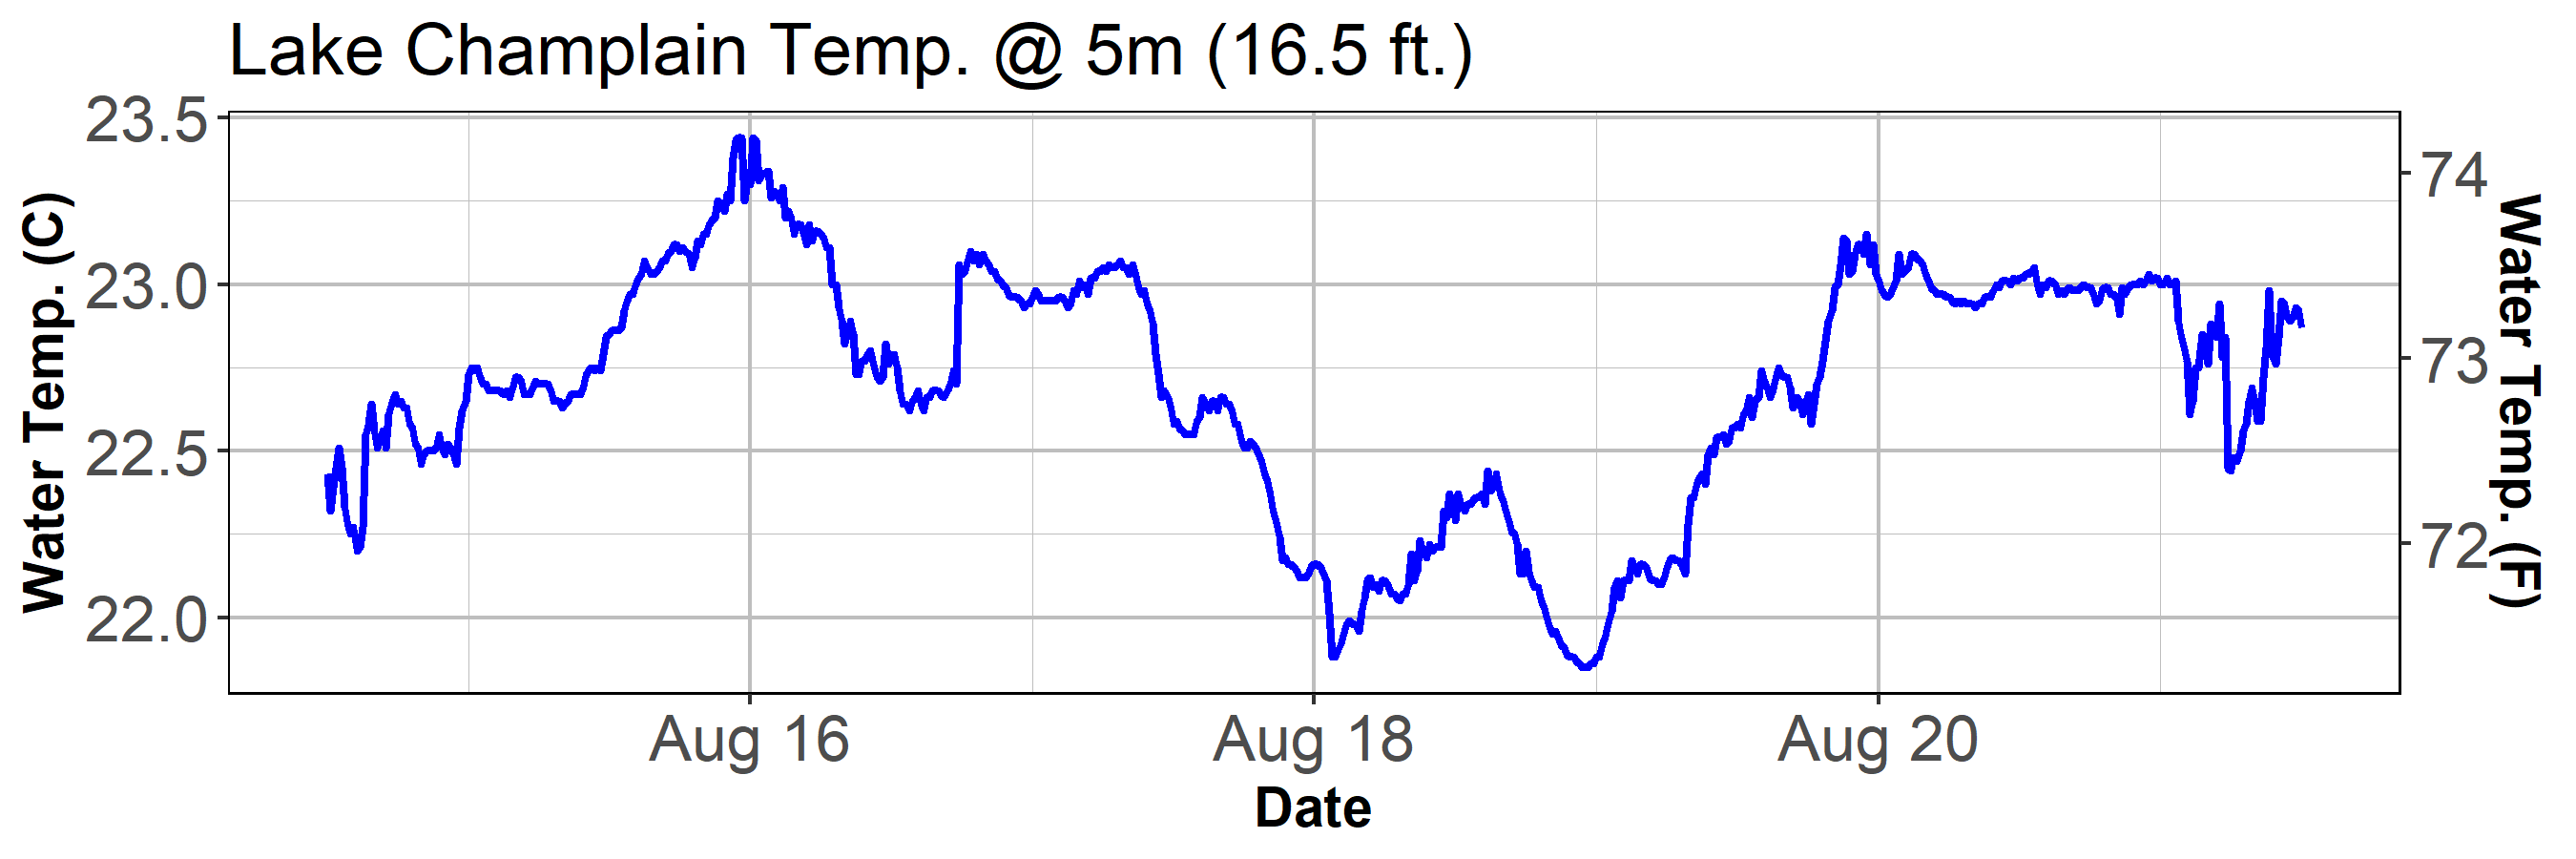 Lake Champlain Temp. @ 5m (16.5 ft.)
23.5
23.0
22.5
22.0
Water Temp. (C)
74
73
72
Water Temp. (F)
Aug 16
Aug 18
Aug 20
Date